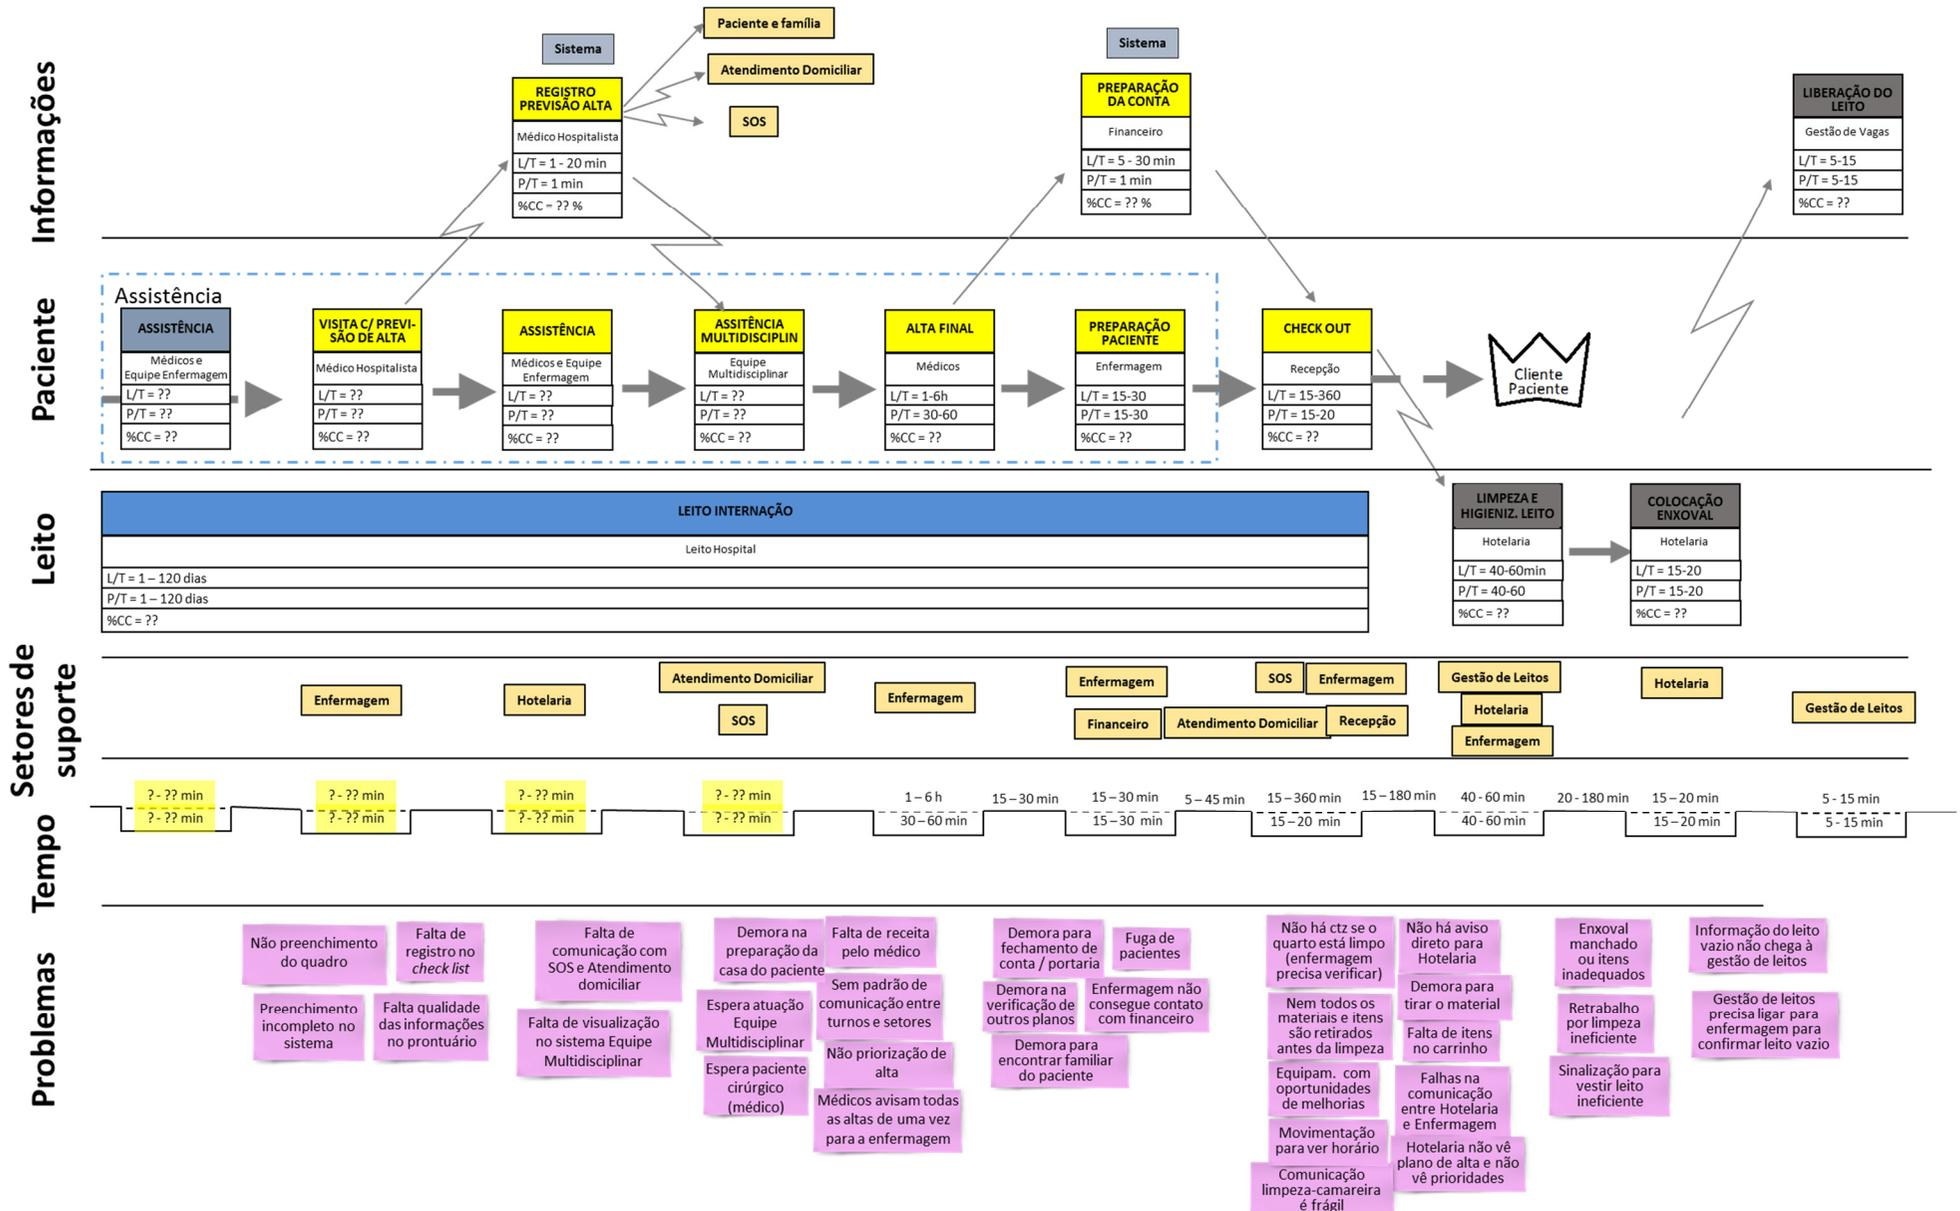 Informações
Sistema
REGISTRO
PREVISÃO ALTA
Médico Hospitalista
L/T = 1 - 20 min
P/T = 1 min
%CC = ?? %
Paciente e família
Atendimento Domiciliar
SOS
Sistema
PREPARAÇÃO
DA CONTA
Financeiro
L/T = 5 - 30 min
P/T = 1 min
%CC = ?? %
LIBERAÇÃO DO
LEITO
Gestão de Vagas
L/T = 5-15
P/T = 5-15
%CC = ??
Paciente
Assistência
ASSISTÊNCIA
Médicos e
Equipe Enfermagem
L/T = ??
P/T = ??
%CC = ??
VISITA C/ PREVI-
SÃO DE ALTA
Médico Hospitalista
L/T = ??
P/T = ??
%CC = ??
ASSISTÊNCIA
Médicos e Equipe
Enfermagem
L/T = ??
P/T = ??
%CC = ??
ASSITÊNCIA
MULTIDISCIPLIN
Equipe
Multidisciplinar
L/T = ??
P/T = ??
%CC = ??
ALTA FINAL
Médicos
L/T = 1-6h
P/T = 30-60
%CC = ??
PREPARAÇÃO
PACIENTE
Enfermagem
L/T = 15-30
P/T = 15-30
%CC = ??
CHECK OUT
Recepção
L/T = 15-360
P/T = 15-20
%CC = ??
Cliente
Paciente
Leito
LEITO INTERNAÇÃO
Leito Hospital
L/T = 1 – 120 dias
P/T = 1 – 120 dias
%CC = ??
LIMPEZA E
HIGIENIZ. LEITO
Hotelaria
L/T = 40-60min
P/T = 40-60
%CC = ??
COLOCAÇÃO
ENXOVAL
Hotelaria
L/T = 15-20
P/T = 15-20
%CC = ??
Setores de
suporte
Enfermagem
Hotelaria
Atendimento Domiciliar
SOS
Enfermagem
Enfermagem
Financeiro
SOS
Enfermagem
Atendimento Domiciliar
Recepção
Gestão de Leitos
Hotelaria
Enfermagem
Hotelaria
Gestão de Leitos
Tempo
? - ?? min
? - ?? min
? - ?? min
? - ?? min
? - ?? min
? - ?? min
? - ?? min
? - ?? min
1 – 6 h
30 – 60 min
15 – 30 min
15 – 30 min
15 – 30 min
5 – 45 min
15 – 360 min
15 – 20 min
15 – 180 min
40 - 60 min
40 - 60 min
20 - 180 min
15 – 20 min
15 – 20 min
5 - 15 min
5 - 15 min
Problemas
Não preenchimento
do quadro
Falta de
registro no
check list
Preenchimento
incompleto no
sistema
Falta qualidade
das informações
no prontuário
Falta de
comunicação com
SOS e Atendimento
domiciliar
Falta de visualização
no sistema Equipe
Multidisciplinar
Demora na
preparação da
casa do paciente
Espera atuação
Equipe
Multidisciplinar
Espera paciente
cirúrgico
(médico)
Falta de receita
pelo médico
Sem padrão de
comunicação entre
turnos e setores
Não priorização de
alta
Médicos avisam todas
as altas de uma vez
para a enfermagem
Demora para
fechamento de
conta / portaria
Fuga de
pacientes
Demora na
verificação de
outros planos
Enfermagem não
consegue contato
com financeiro
Demora para
encontrar familiar
do paciente
Não há ctz se o
quarto está limpo
(enfermagem
precisa verificar)
Nem todos os
materiais e itens
são retirados
antes da limpeza
Equipam. com
oportunidades
de melhorias
Movimentação
para ver horário
Comunicação
limpeza-camareira
é frágil
Não há aviso
direto para
Hotelaria
Demora para
tirar o material
Falta de itens
no carrinho
Falhas na
comunicação
entre Hotelaria
e Enfermagem
Hotelaria não vê
plano de alta e não
vê prioridades
Enxoval
manchado
ou itens
inadequados
Retrabalho
por limpeza
ineficiente
Sinalização para
vestir leito
ineficiente
Informação do leito
vazio não chega à
gestão de leitos
Gestão de leitos
precisa ligar para
enfermagem para
confirmar leito vazio